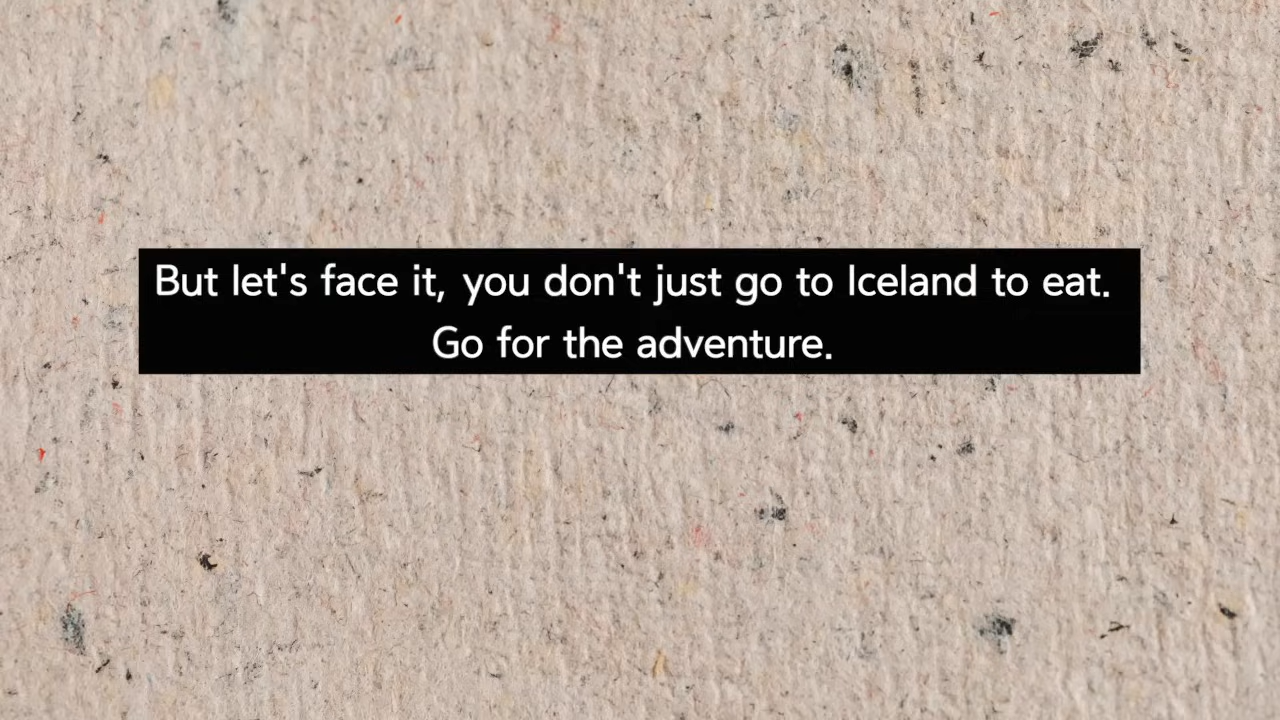 But let's face it, you don't just go to Iceland to eat.
Go for the adventure.